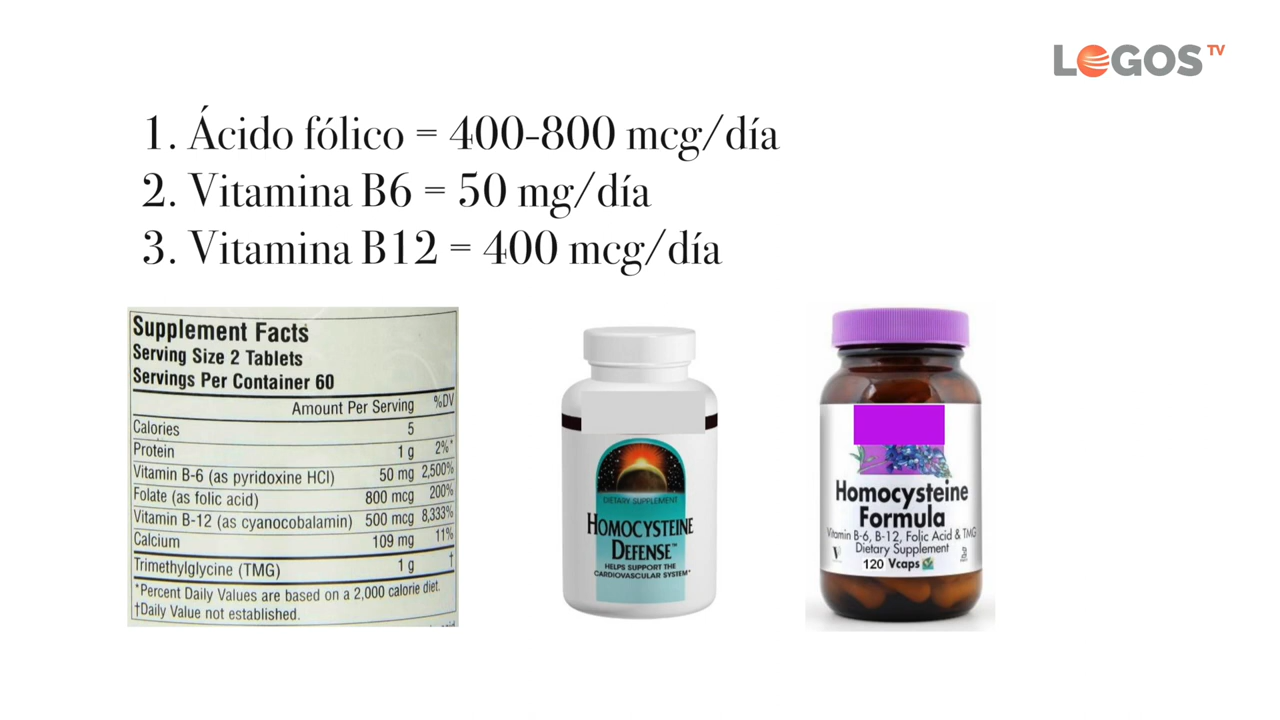 LOGOS TV
1. Ácido fólico = 400-800 mcg/día
2. Vitamina B6 = 50 mg/día
3. Vitamina B12 = 400 mcg/día
Supplement Facts
Serving Size 2 Tablets
Servings Per Container 60
Amount Per Serving %DV
Calories 5
Protein 1 g 2%*
Vitamin B-6 (as pyridoxine HCl) 50 mg 2,500%
Folate (as folic acid) 800 mcg 200%
Vitamin B-12 (as cyanocobalamin) 500 mcg 8,333%
Calcium 109 mg 11%
Trimethylglycine (TMG) 1 g †
*Percent Daily Values are based on a 2,000 calorie diet.
†Daily Value not established.
DIETARY SUPPLEMENT
HOMOCYSTEINE
DEFENSE™
HELPS SUPPORT THE
CARDIOVASCULAR SYSTEM*
Homocysteine
Formula
Vitamin B-6, B-12, Folic Acid & TMG
Dietary Supplement
120 Vcaps